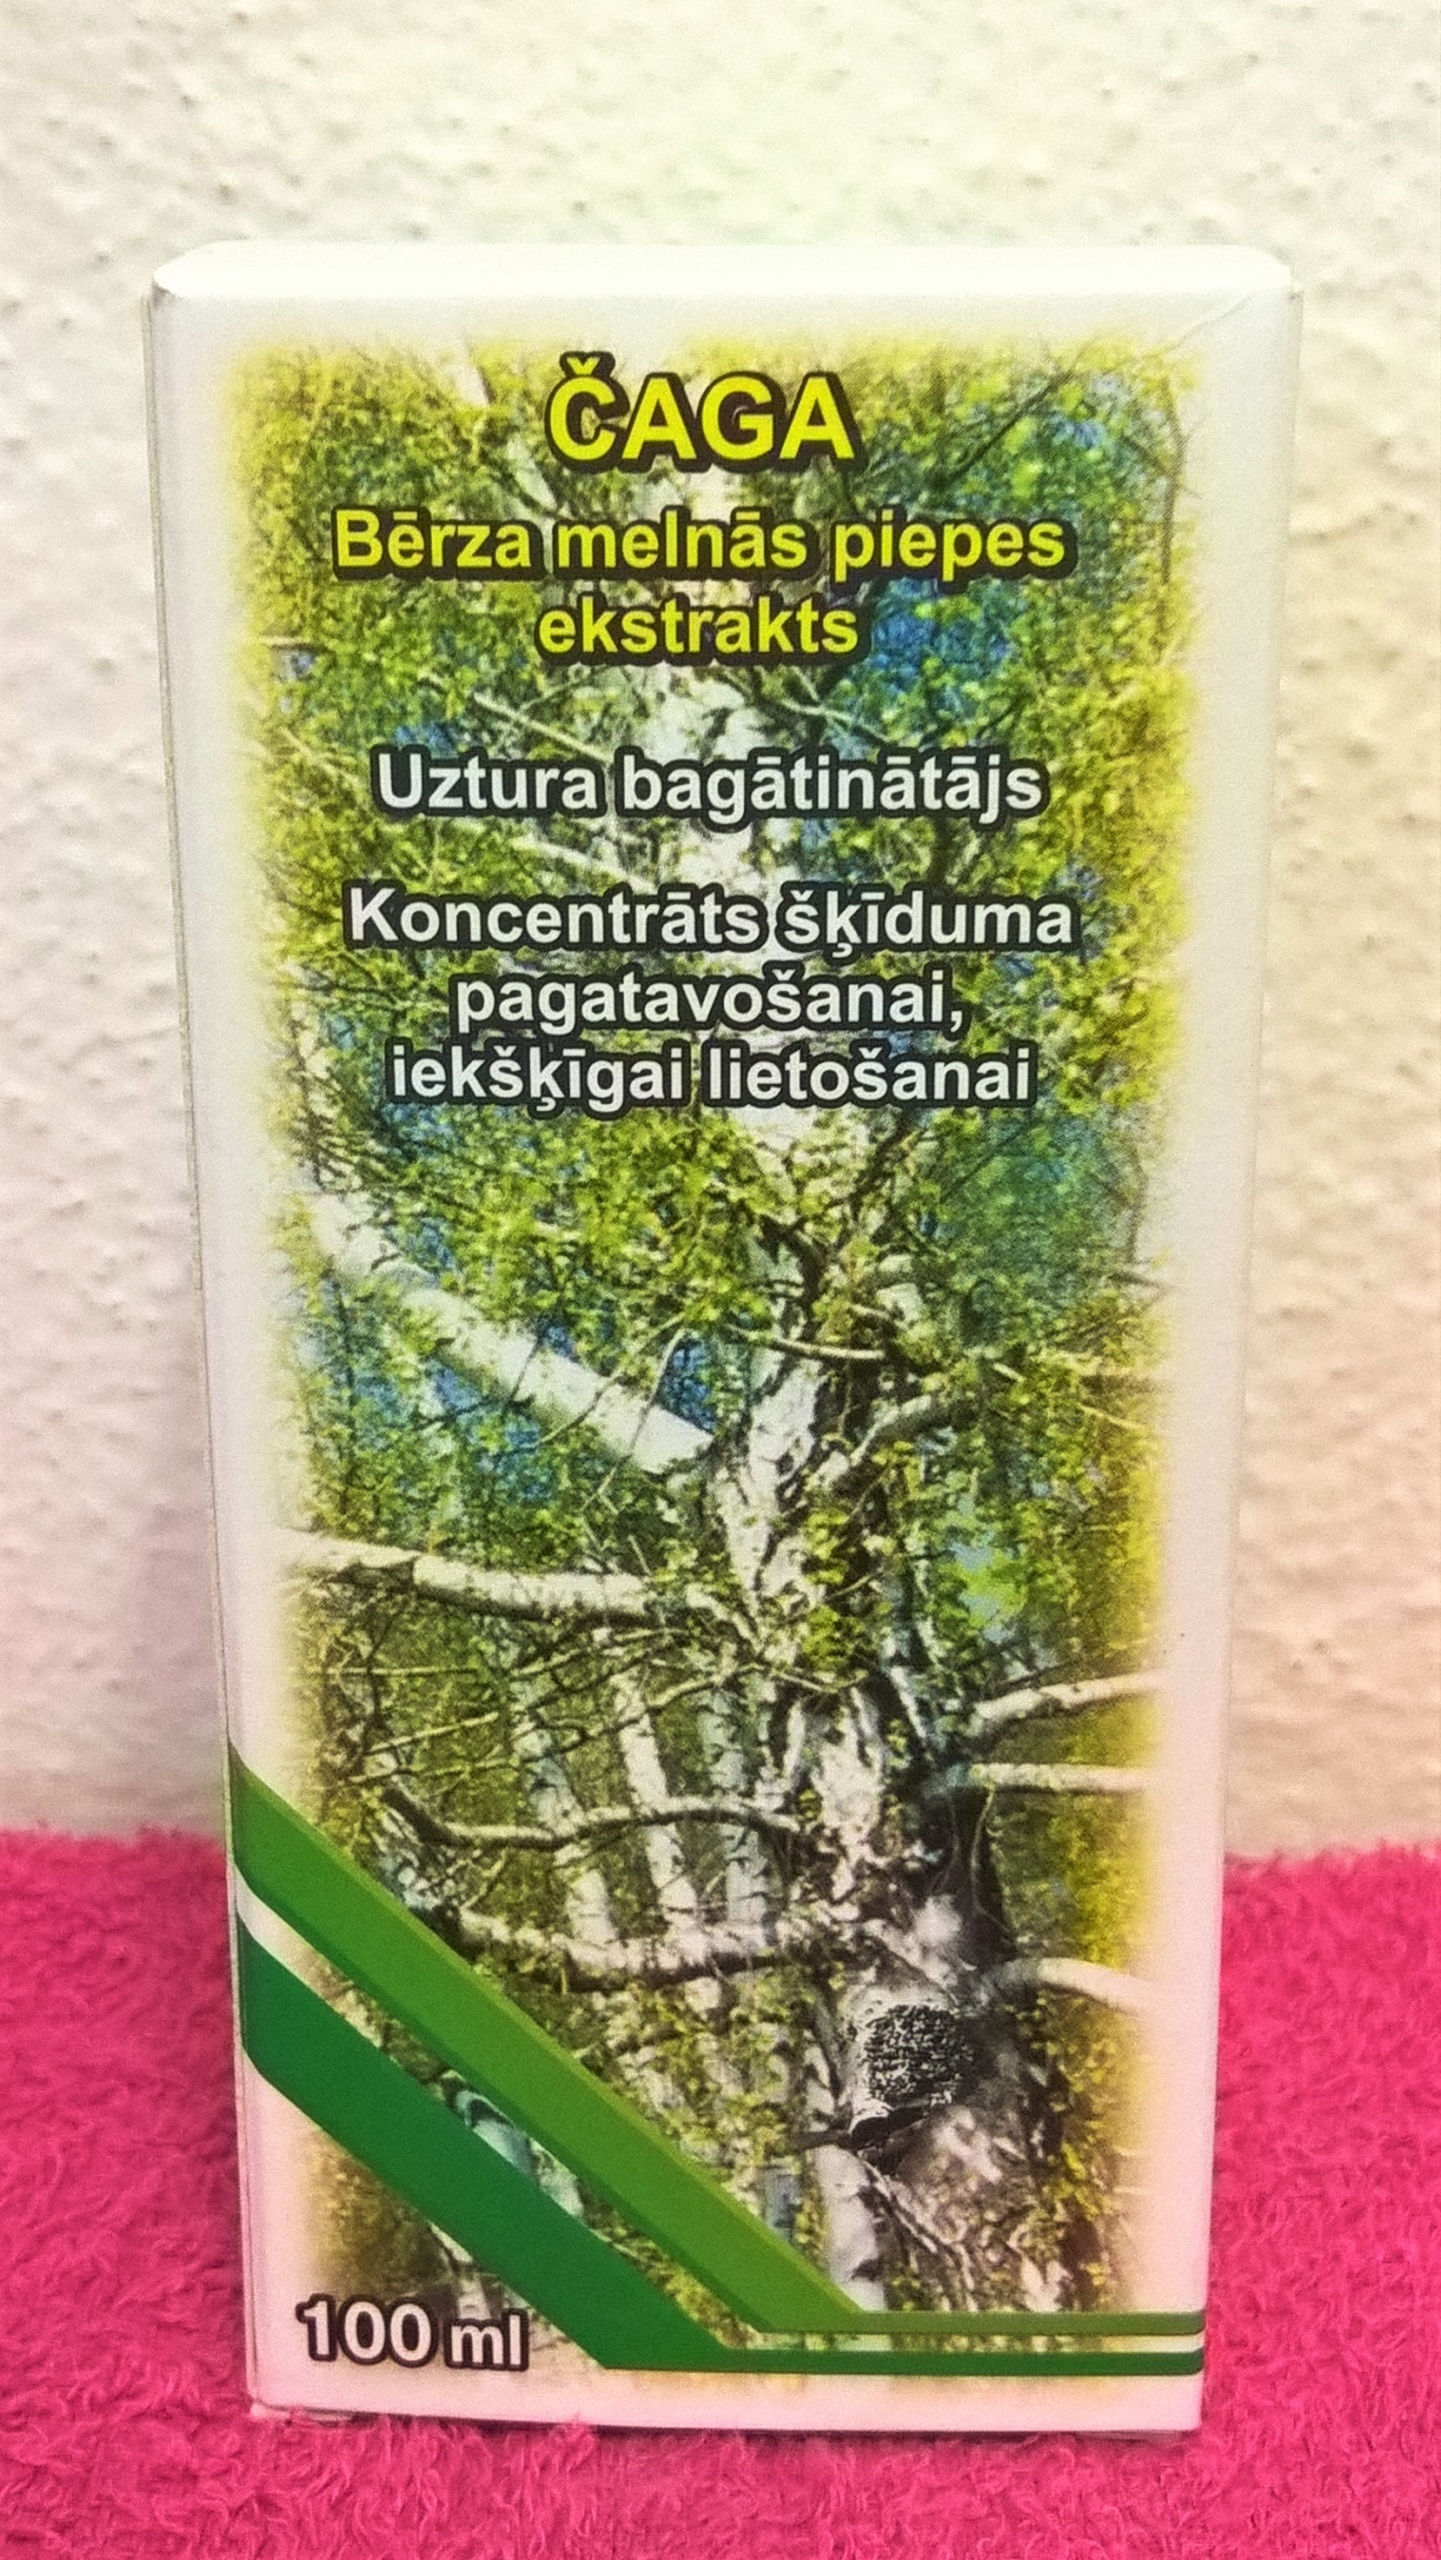 ČAGA
Bērza melnās piepes
ekstrakts
Uztura bagātinātājs
Koncentrāts šķīduma
pagatavošanai,
iekšķīgai lietošanai
100 ml